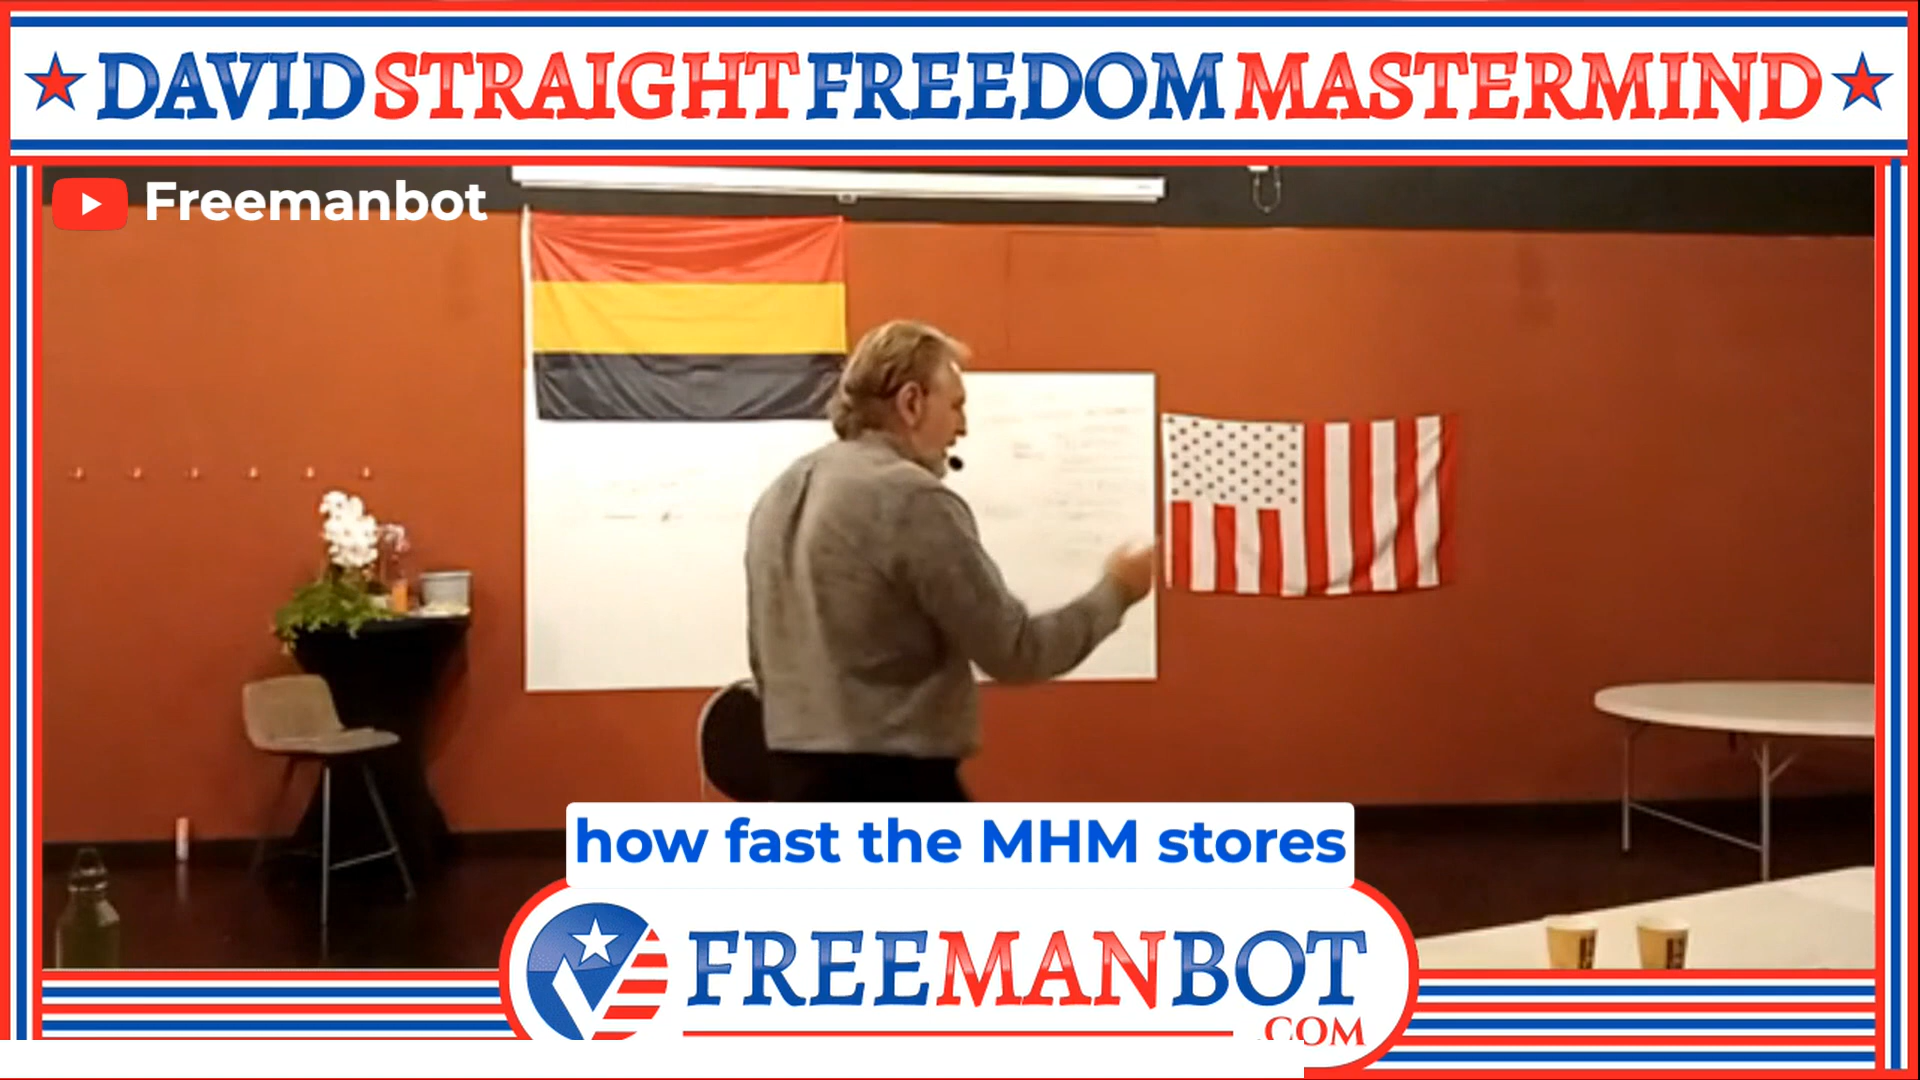 DAVID STRAIGHT FREEDOM MASTERMIND
Freemanbot
how fast the MHM stores
FREEMANBOT
.COM